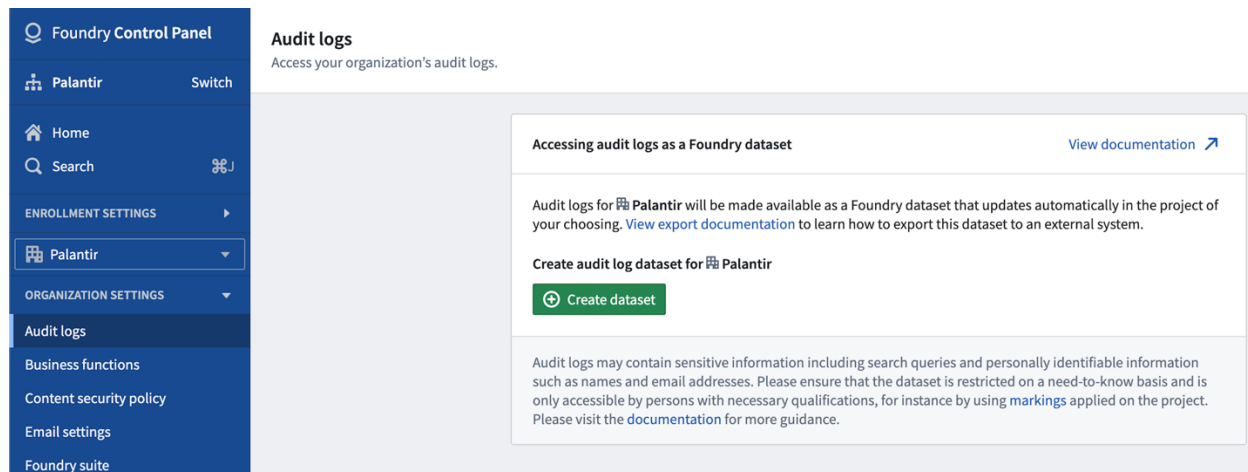 Foundry Control Panel
Palantir Switch
Home
Search ⌘J
ENROLLMENT SETTINGS
Palantir
ORGANIZATION SETTINGS
Audit logs
Business functions
Content security policy
Email settings
Foundry suite
Audit logs
Access your organization's audit logs.
Accessing audit logs as a Foundry dataset
View documentation
Audit logs for Palantir will be made available as a Foundry dataset that updates automatically in the project of
your choosing. View export documentation to learn how to export this dataset to an external system.
Create audit log dataset for Palantir
Create dataset
Audit logs may contain sensitive information including search queries and personally identifiable information
such as names and email addresses. Please ensure that the dataset is restricted on a need-to-know basis and is
only accessible by persons with necessary qualifications, for instance by using markings applied on the project.
Please visit the documentation for more guidance.